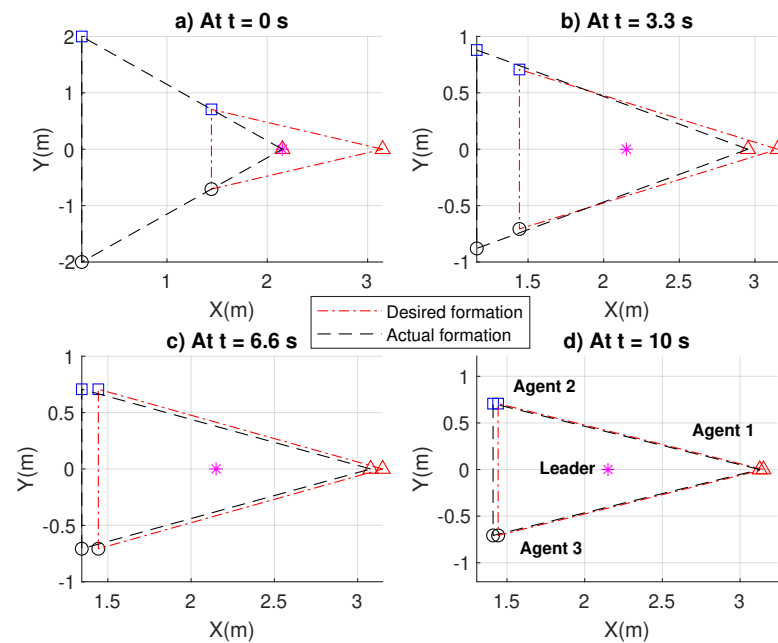 a) At t = 0 s
b) At t = 3.3 s
2
1
0
-1
-2
Y(m)
1
2
3
X(m)
1
0.5
0
-0.5
-1
Y(m)
1.5
2
2.5
3
X(m)
Desired formation
Actual formation
c) At t = 6.6 s
d) At t = 10 s
1
0.5
0
-0.5
-1
Y(m)
1.5
2
2.5
3
X(m)
1
0.5
0
-0.5
-1
Y(m)
Agent 2
Agent 1
Leader
Agent 3
1.5
2
2.5
3
X(m)